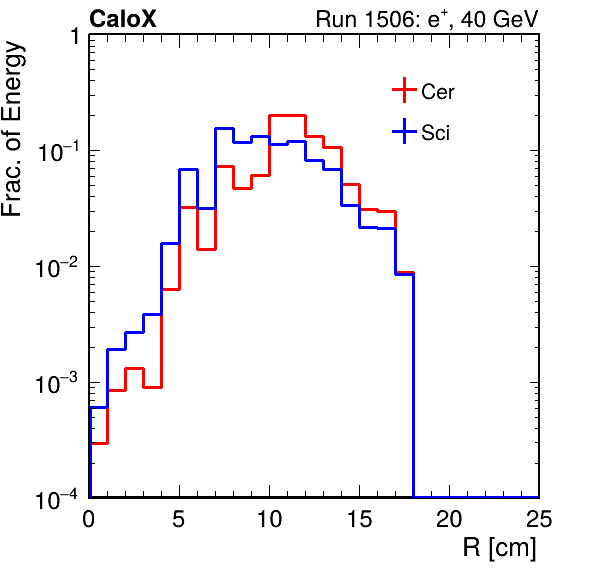 CaloX Run 1506: e⁺, 40 GeV
Frac. of Energy
1
10⁻¹
10⁻²
10⁻³
10⁻⁴
Cer
Sci
0 5 10 15 20 25
R [cm]